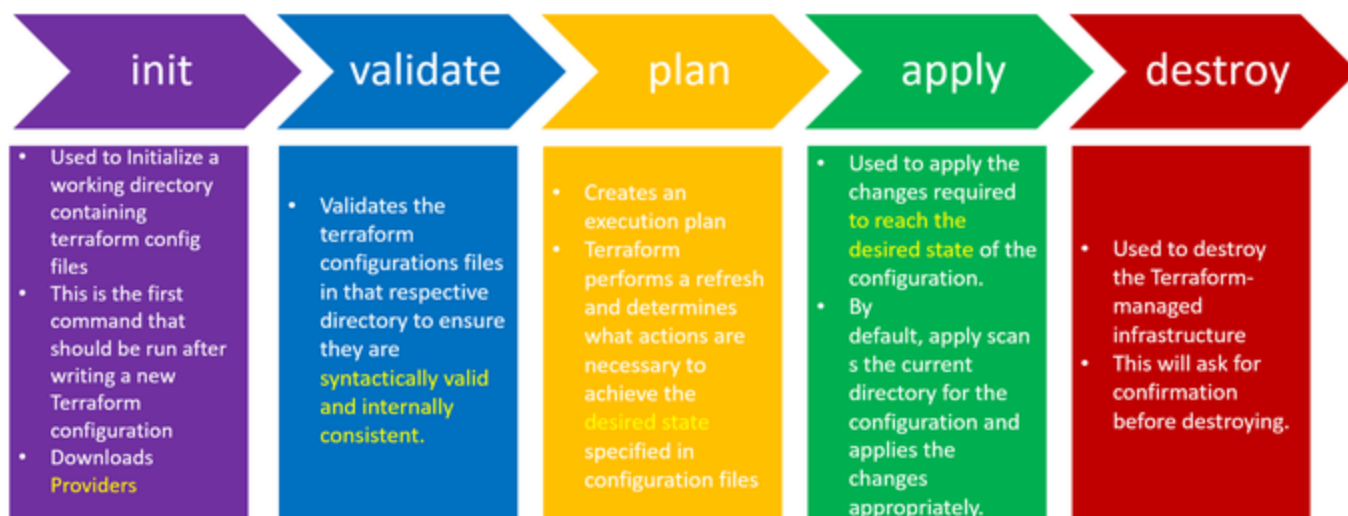 init
validate
plan
apply
destroy
• Used to Initialize a
working directory
containing
terraform config
files
• This is the first
command that
should be run after
writing a new
Terraform
configuration
• Downloads
Providers
• Validates the
terraform
configurations files
in that respective
directory to ensure
they are
syntactically valid
and internally
consistent.
• Creates an
execution plan
• Terraform
performs a refresh
and determines
what actions are
necessary to
achieve the
desired state
specified in
configuration files
• Used to apply the
changes required
to reach the
desired state of the
configuration.
• By
default, apply scan
s the current
directory for the
configuration and
applies the
changes
appropriately.
• Used to destroy
the Terraform-
managed
infrastructure
• This will ask for
confirmation
before destroying.